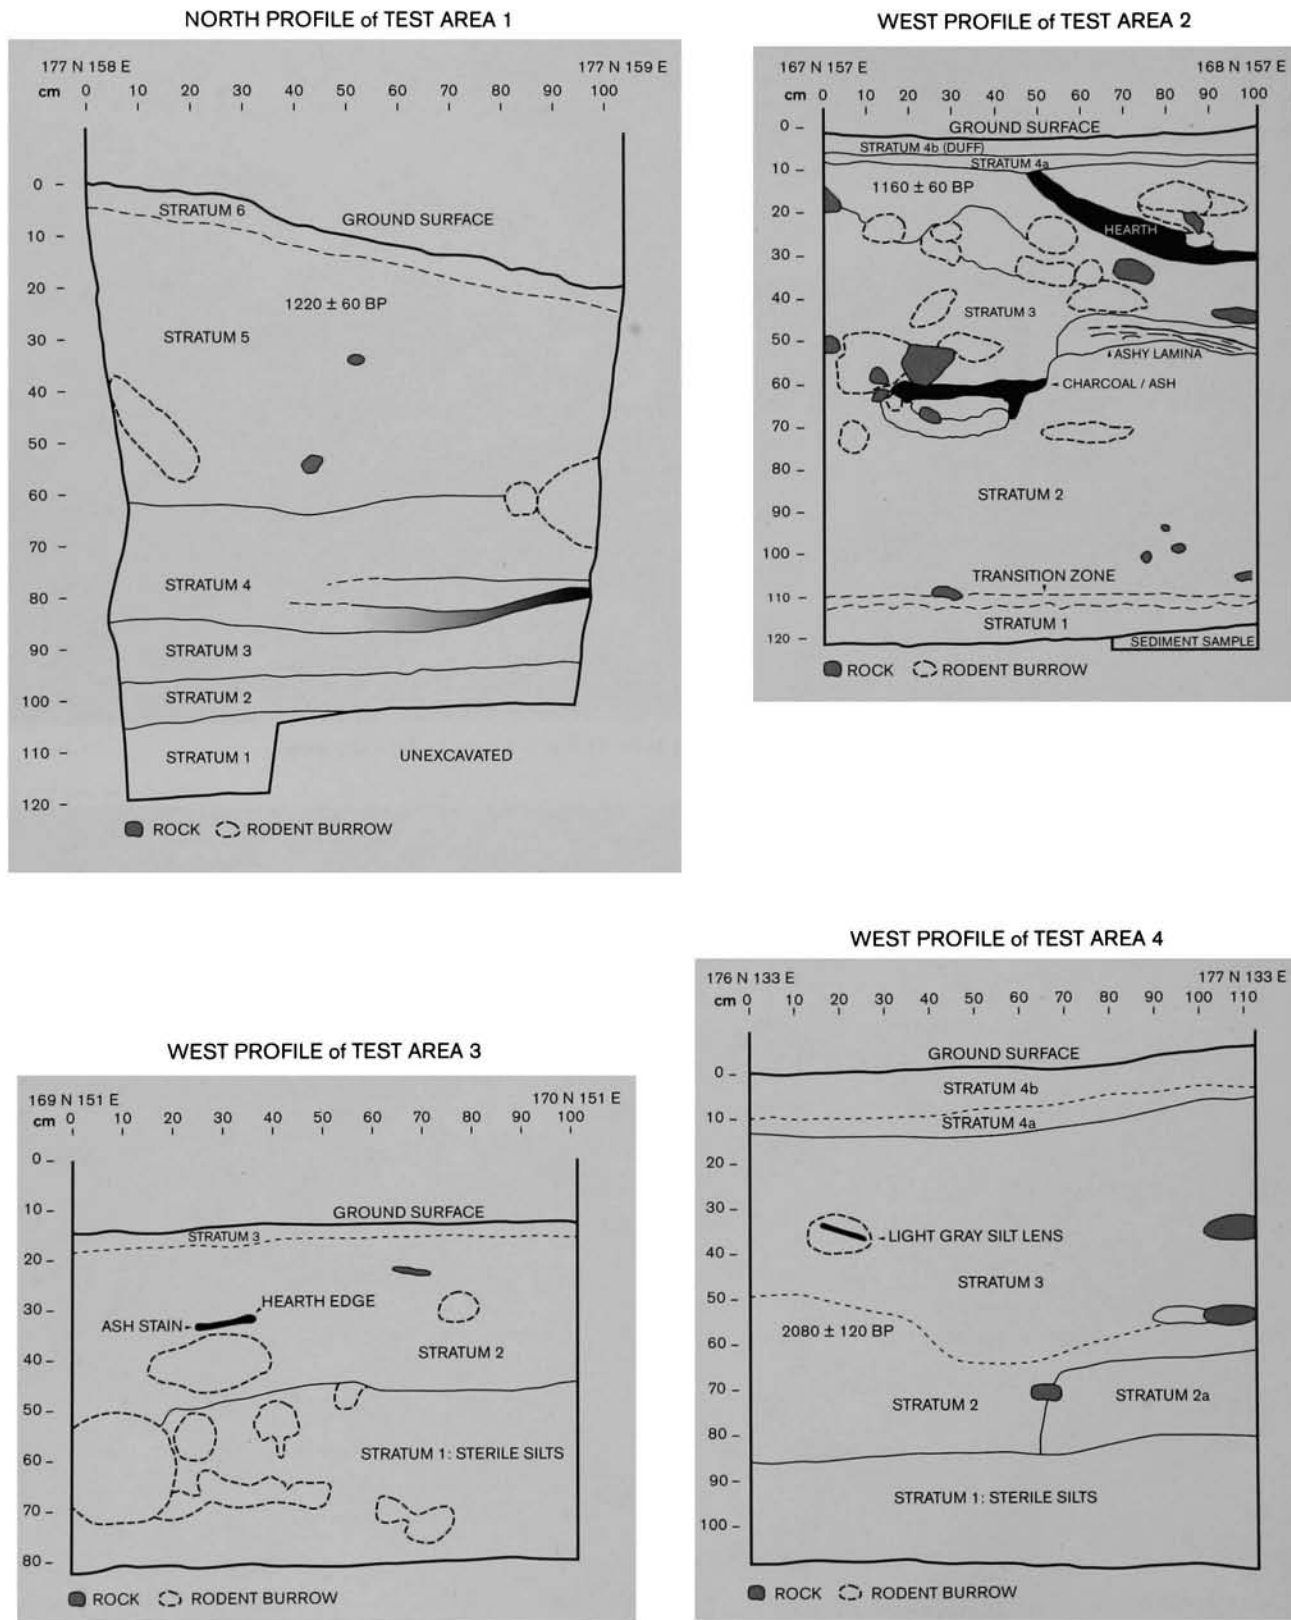 NORTH PROFILE of TEST AREA 1
177 N 158 E 177 N 159 E
cm 0 10 20 30 40 50 60 70 80 90 100
0
10
20
30
40
50
60
70
80
90
100
110
120
STRATUM 6
GROUND SURFACE
1220 ± 60 BP
STRATUM 5
STRATUM 4
STRATUM 3
STRATUM 2
STRATUM 1
UNEXCAVATED
ROCK RODENT BURROW
WEST PROFILE of TEST AREA 2
167 N 157 E 168 N 157 E
cm 0 10 20 30 40 50 60 70 80 90 100
0
10
20
30
40
50
60
70
80
90
100
110
120
GROUND SURFACE
STRATUM 4b (DUFF)
STRATUM 4a
1160 ± 60 BP
HEARTH
STRATUM 3
ASHY LAMINA
CHARCOAL / ASH
STRATUM 2
TRANSITION ZONE
STRATUM 1
SEDIMENT SAMPLE
ROCK RODENT BURROW
WEST PROFILE of TEST AREA 3
169 N 151 E 170 N 151 E
cm 0 10 20 30 40 50 60 70 80 90 100
0
10
20
30
40
50
60
70
80
GROUND SURFACE
STRATUM 3
HEARTH EDGE
ASH STAIN
STRATUM 2
STRATUM 1: STERILE SILTS
ROCK RODENT BURROW
WEST PROFILE of TEST AREA 4
176 N 133 E 177 N 133 E
cm 0 10 20 30 40 50 60 70 80 90 100 110
0
10
20
30
40
50
60
70
80
90
100
GROUND SURFACE
STRATUM 4b
STRATUM 4a
LIGHT GRAY SILT LENS
STRATUM 3
2080 ± 120 BP
STRATUM 2
STRATUM 2a
STRATUM 1: STERILE SILTS
ROCK RODENT BURROW